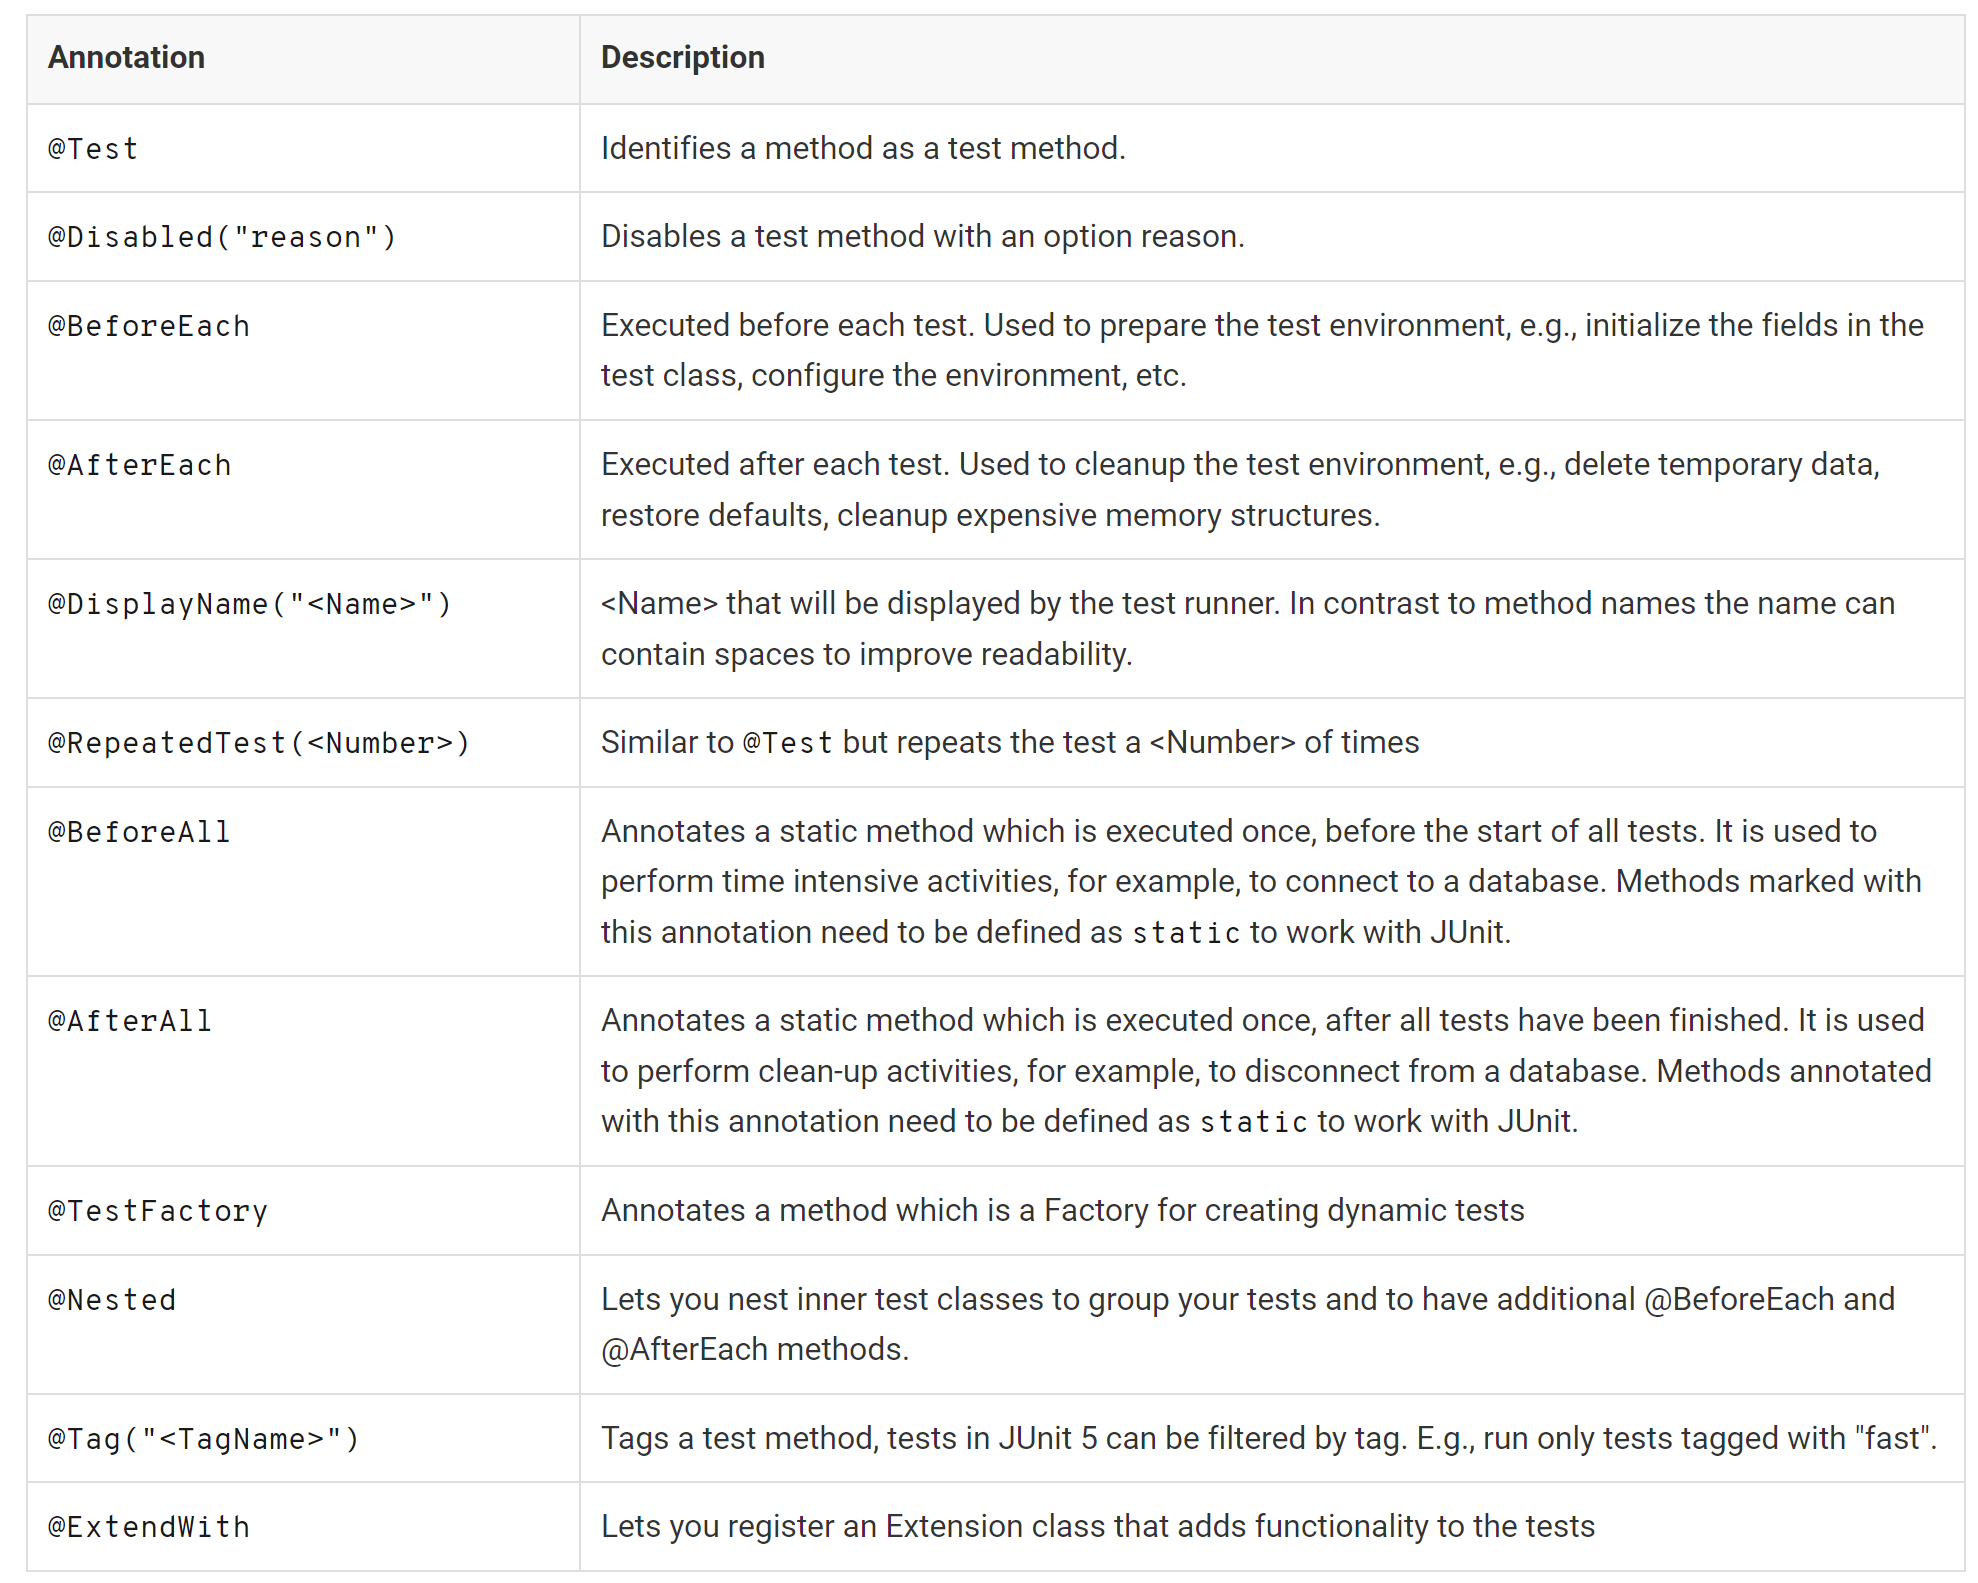 Annotation Description
@Test Identifies a method as a test method.
@Disabled("reason") Disables a test method with an option reason.
@BeforeEach Executed before each test. Used to prepare the test environment, e.g., initialize the fields in the
test class, configure the environment, etc.
@AfterEach Executed after each test. Used to cleanup the test environment, e.g., delete temporary data,
restore defaults, cleanup expensive memory structures.
@DisplayName("<Name>") <Name> that will be displayed by the test runner. In contrast to method names the name can
contain spaces to improve readability.
@RepeatedTest(<Number>) Similar to @Test but repeats the test a <Number> of times
@BeforeAll Annotates a static method which is executed once, before the start of all tests. It is used to
perform time intensive activities, for example, to connect to a database. Methods marked with
this annotation need to be defined as static to work with JUnit.
@AfterAll Annotates a static method which is executed once, after all tests have been finished. It is used
to perform clean-up activities, for example, to disconnect from a database. Methods annotated
with this annotation need to be defined as static to work with JUnit.
@TestFactory Annotates a method which is a Factory for creating dynamic tests
@Nested Lets you nest inner test classes to group your tests and to have additional @BeforeEach and
@AfterEach methods.
@Tag("<TagName>") Tags a test method, tests in JUnit 5 can be filtered by tag. E.g., run only tests tagged with "fast".
@ExtendWith Lets you register an Extension class that adds functionality to the tests